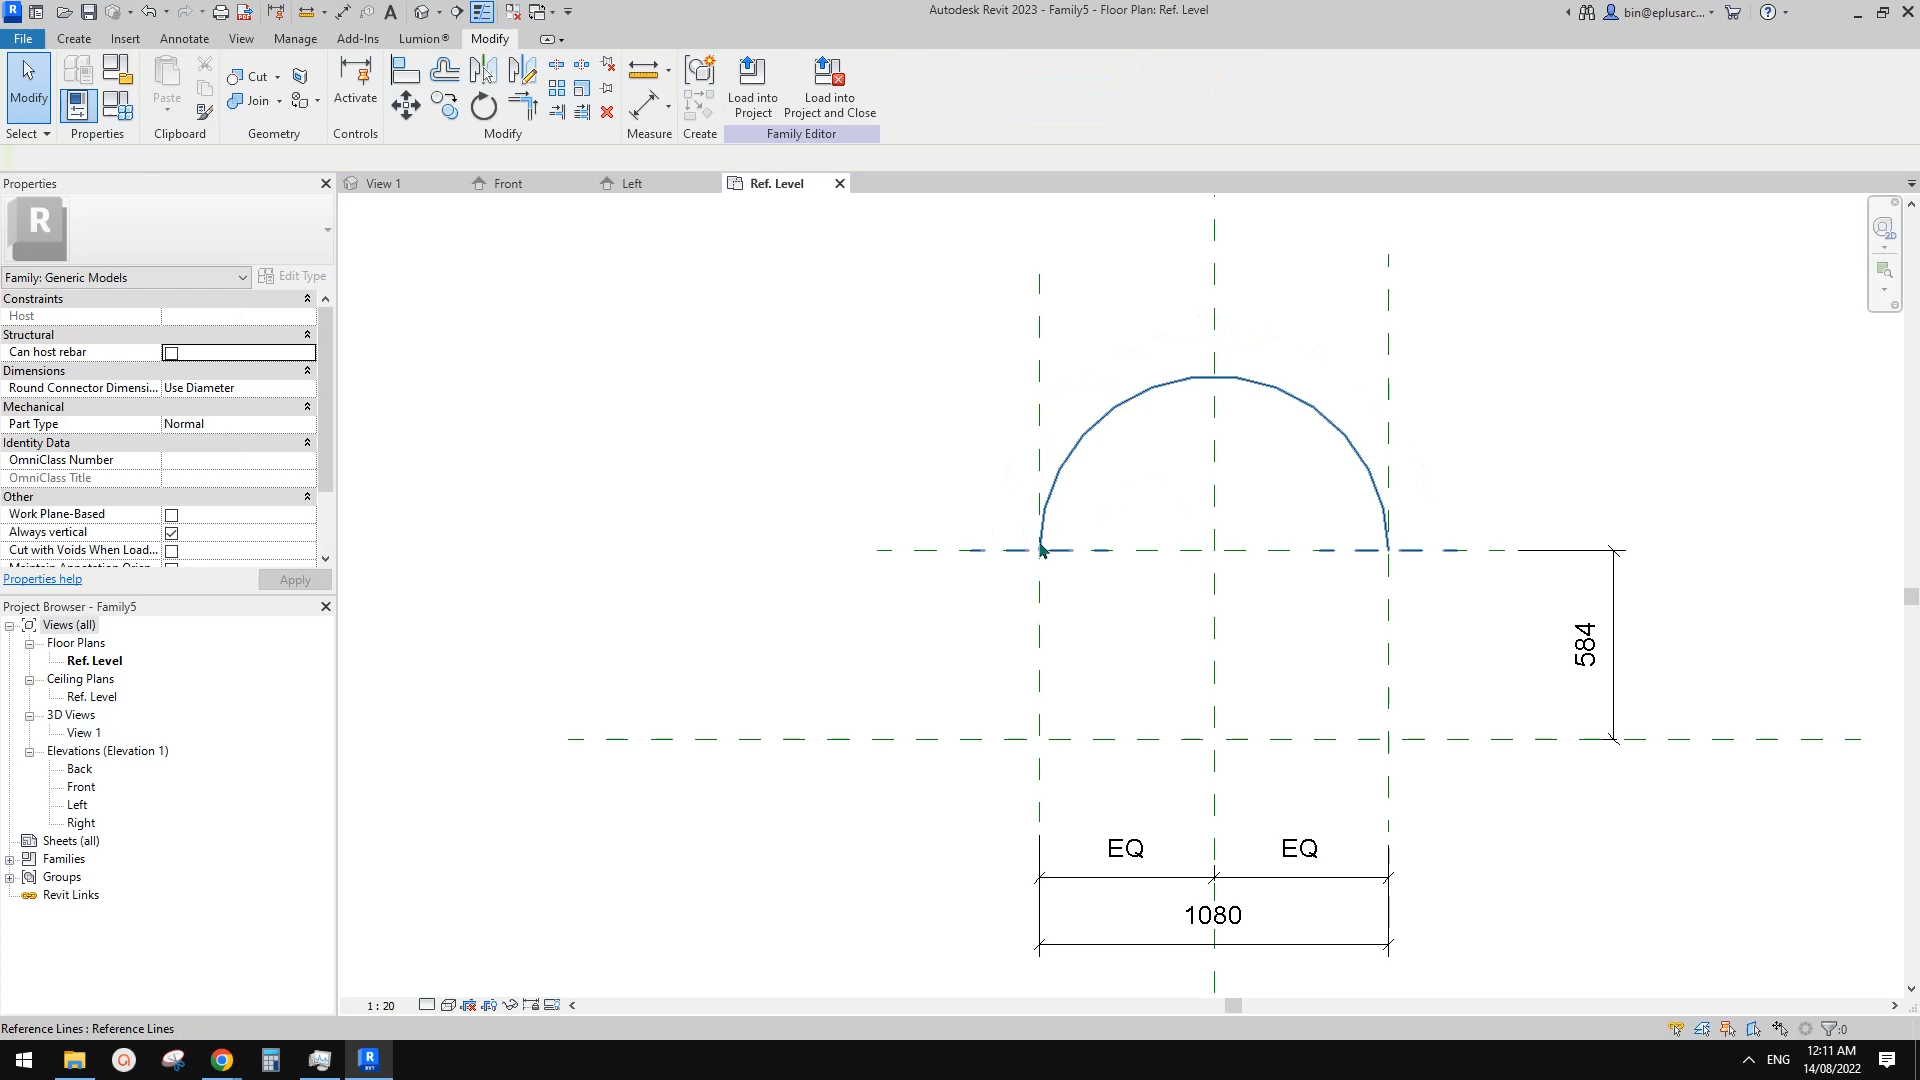 Autodesk Revit 2023 - Family5 - Floor Plan: Ref. Level
bin@eplusarc...
File
Create
Insert
Annotate
View
Manage
Add-Ins
Lumion®
Modify
Modify
Paste
Cut
Join
Activate
Load into
Project
Load into
Project and Close
Select
Properties
Clipboard
Geometry
Controls
Modify
Measure
Create
Family Editor
Properties
View 1
Front
Left
Ref. Level
Family: Generic Models
Edit Type
Constraints
Host
Structural
Can host rebar
Dimensions
Round Connector Dimensi...
Use Diameter
Mechanical
Part Type
Normal
Identity Data
OmniClass Number
OmniClass Title
Other
Work Plane-Based
Always vertical
Cut with Voids When Load...
Properties help
Apply
Project Browser - Family5
Views (all)
Floor Plans
Ref. Level
Ceiling Plans
Ref. Level
3D Views
View 1
Elevations (Elevation 1)
Back
Front
Left
Right
Sheets (all)
Families
Groups
Revit Links
584
EQ
EQ
1080
1 : 20
Reference Lines : Reference Lines
:0
ENG
12:11 AM
14/08/2022